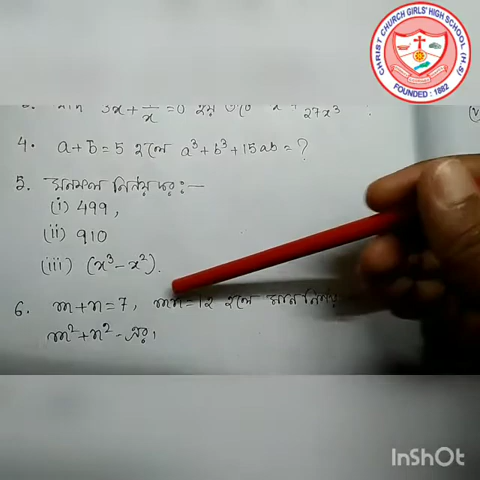 CHRIST CHURCH GIRLS' HIGH SCHOOL (H.S)
FOUNDED : 1882
4. a+b=5 হলে a³+b³+15ab=?
5. ঘনফল নির্ণয় কর:—
(i) 499,
(ii) 910
(iii) (x³-x²).
6. m+n=7, mn=12 হলে মান নির্ণয়
m²+n²-এর।
InShOt